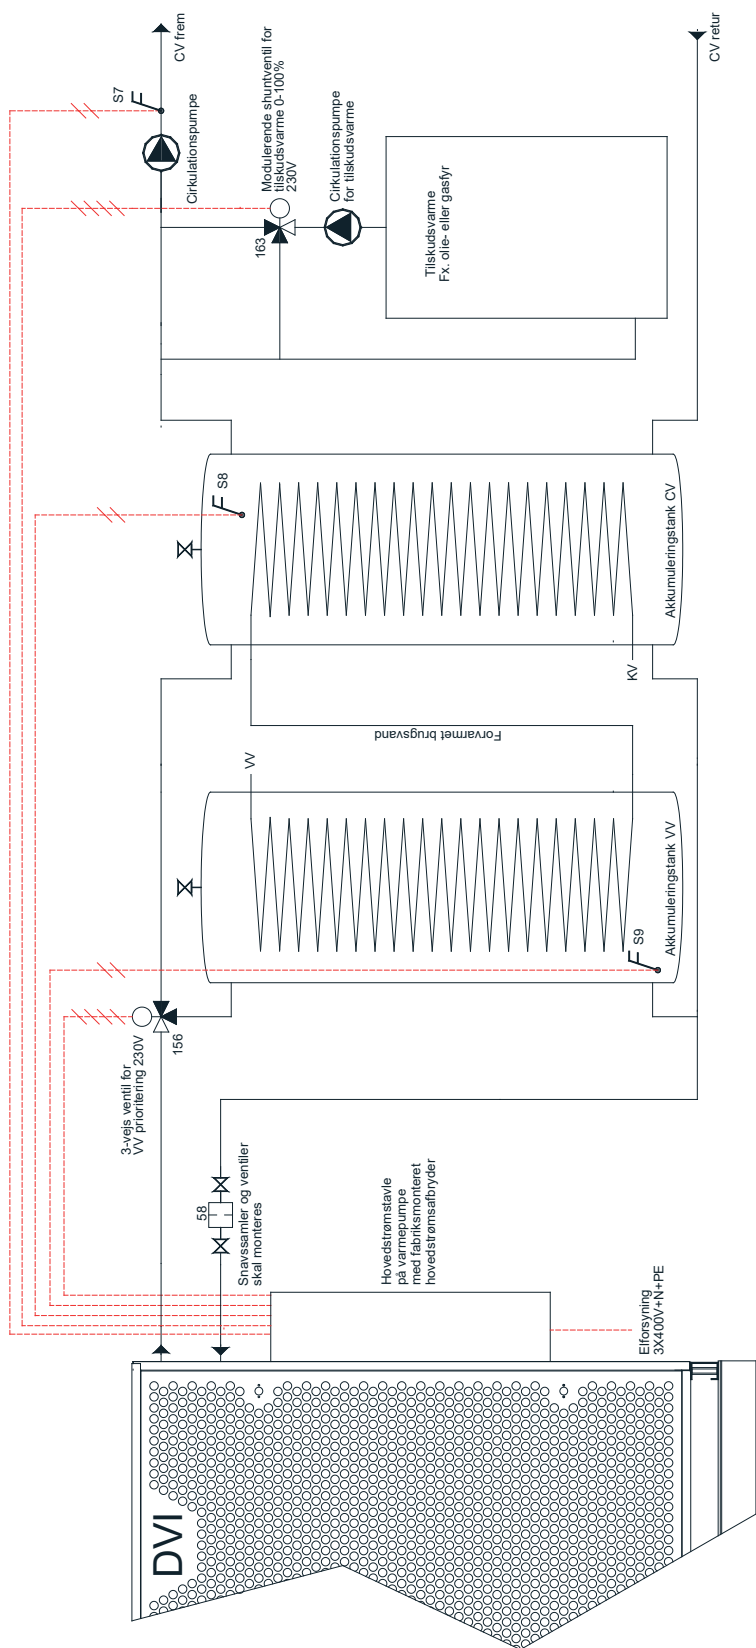 DVI
Elforsyning
3X400V+N+PE
Hovedstrømstavle
på varmepumpe
med fabriksmonteret
hovedstrømsafbryder
58
Snavssamler og ventiler
skal monteres
3-vejs ventil for
VV prioritering 230V
156
S9
Akkumuleringstank VV
VV
Forvarmet brugsvand
KV
S8
Akkumuleringstank CV
Tilskudsvarme
Fx. olie- eller gasfyr
163
Modulerende shuntventil for
tilskudsvarme 0-100%
230V
Cirkulationspumpe
for tilskudsvarme
Cirkulationspumpe
S7
CV frem
CV retur